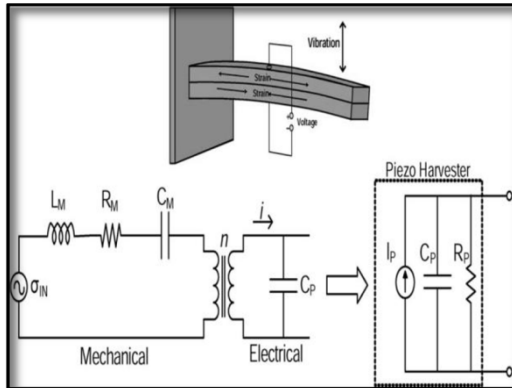 Vibration
Strain
Strain
Voltage
Piezo Harvester
L_M R_M C_M i
n
σ_IN C_P
I_P C_P R_P
Mechanical Electrical